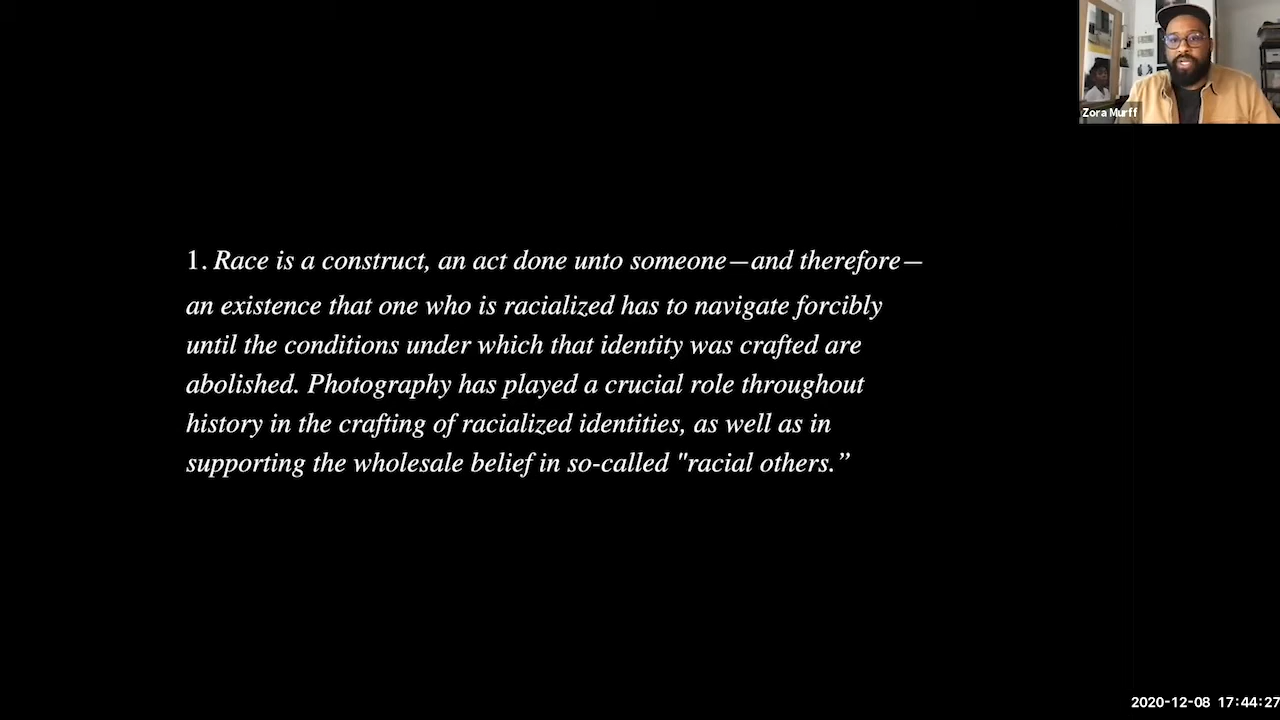 Zora Murff
1. Race is a construct, an act done unto someone—and therefore—
an existence that one who is racialized has to navigate forcibly
until the conditions under which that identity was crafted are
abolished. Photography has played a crucial role throughout
history in the crafting of racialized identities, as well as in
supporting the wholesale belief in so-called "racial others.”
2020-12-08 17:44:27